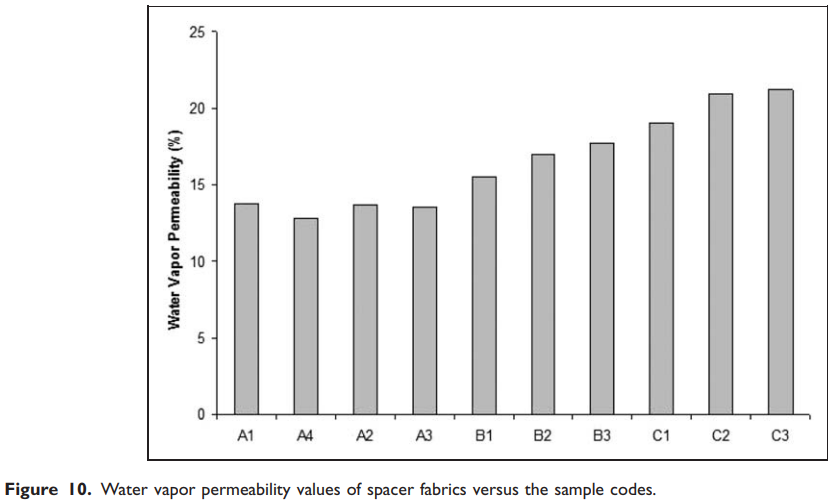 25
20
15
10
5
0
Water Vapor Permeability (%)
A1 A4 A2 A3 B1 B2 B3 C1 C2 C3
Figure 10. Water vapor permeability values of spacer fabrics versus the sample codes.